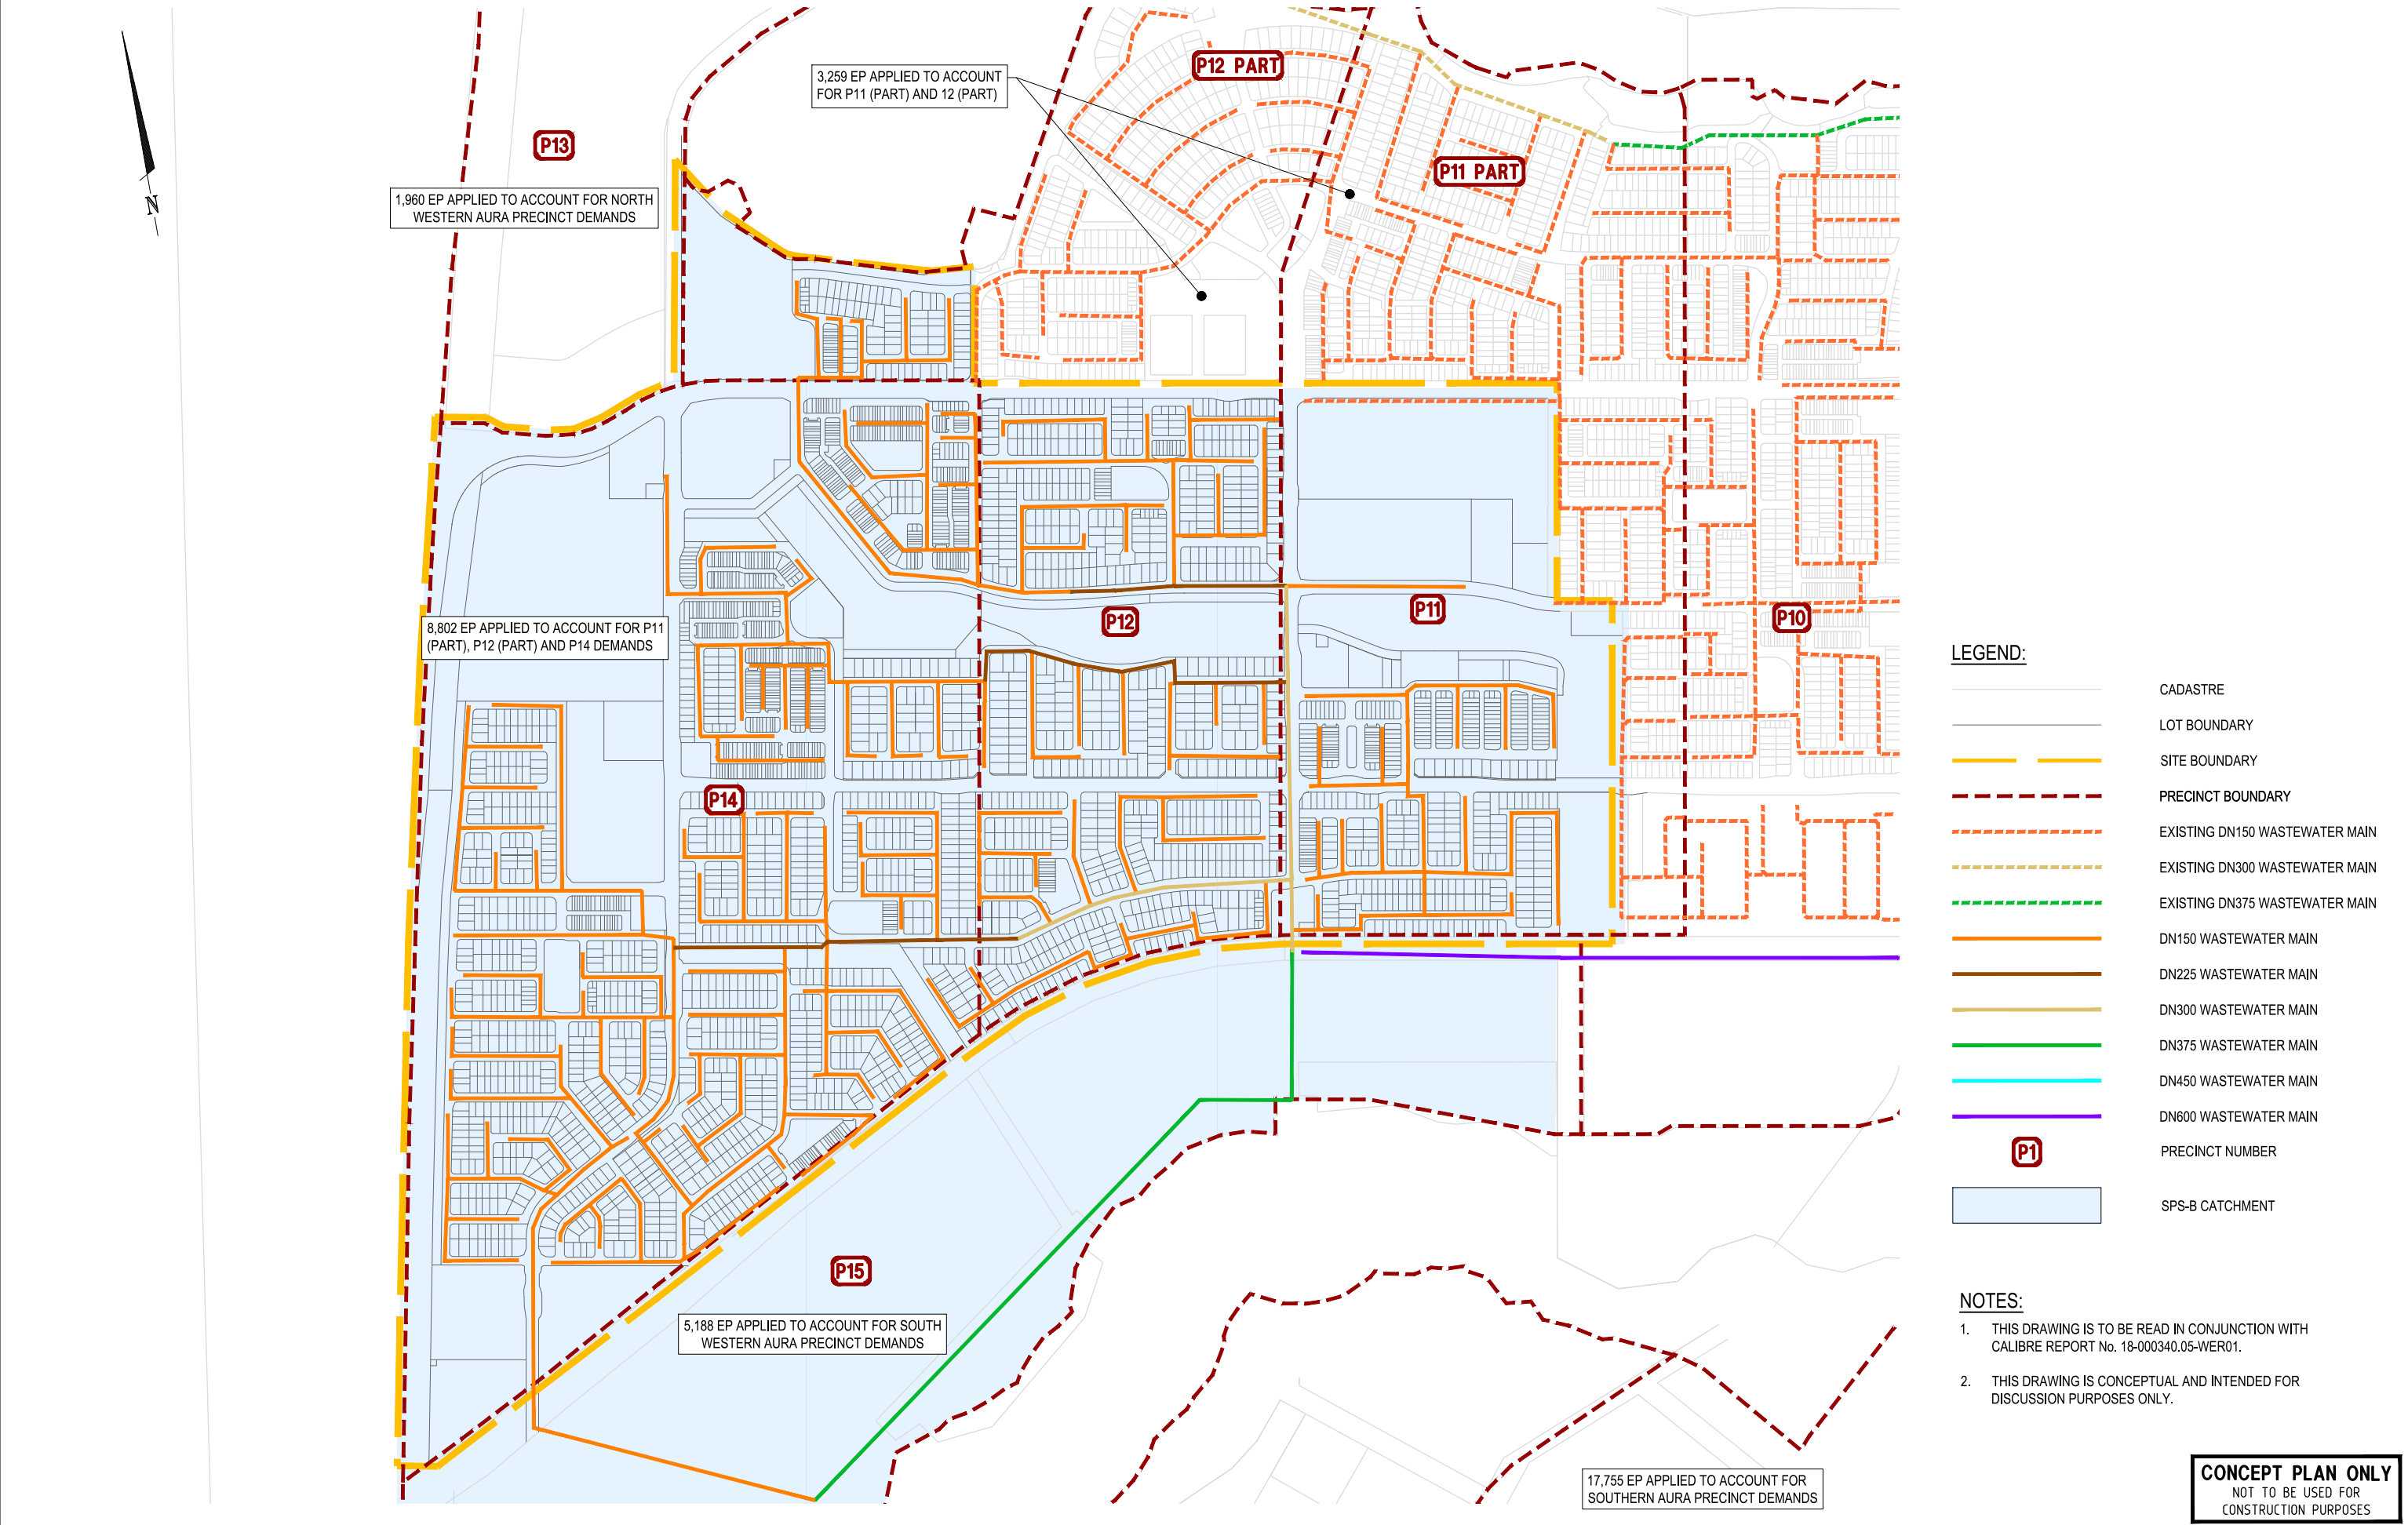 P12 PART
3,259 EP APPLIED TO ACCOUNT
FOR P11 (PART) AND 12 (PART)
P13
P11 PART
1,960 EP APPLIED TO ACCOUNT FOR NORTH
WESTERN AURA PRECINCT DEMANDS
N
P12
P11
P10
8,802 EP APPLIED TO ACCOUNT FOR P11
(PART), P12 (PART) AND P14 DEMANDS
P14
P15
5,188 EP APPLIED TO ACCOUNT FOR SOUTH
WESTERN AURA PRECINCT DEMANDS
17,755 EP APPLIED TO ACCOUNT FOR
SOUTHERN AURA PRECINCT DEMANDS
LEGEND:
CADASTRE
LOT BOUNDARY
SITE BOUNDARY
PRECINCT BOUNDARY
EXISTING DN150 WASTEWATER MAIN
EXISTING DN300 WASTEWATER MAIN
EXISTING DN375 WASTEWATER MAIN
DN150 WASTEWATER MAIN
DN225 WASTEWATER MAIN
DN300 WASTEWATER MAIN
DN375 WASTEWATER MAIN
DN450 WASTEWATER MAIN
DN600 WASTEWATER MAIN
P1 PRECINCT NUMBER
SPS-B CATCHMENT
NOTES:
1. THIS DRAWING IS TO BE READ IN CONJUNCTION WITH
CALIBRE REPORT No. 18-000340.05-WER01.
2. THIS DRAWING IS CONCEPTUAL AND INTENDED FOR
DISCUSSION PURPOSES ONLY.
CONCEPT PLAN ONLY
NOT TO BE USED FOR
CONSTRUCTION PURPOSES